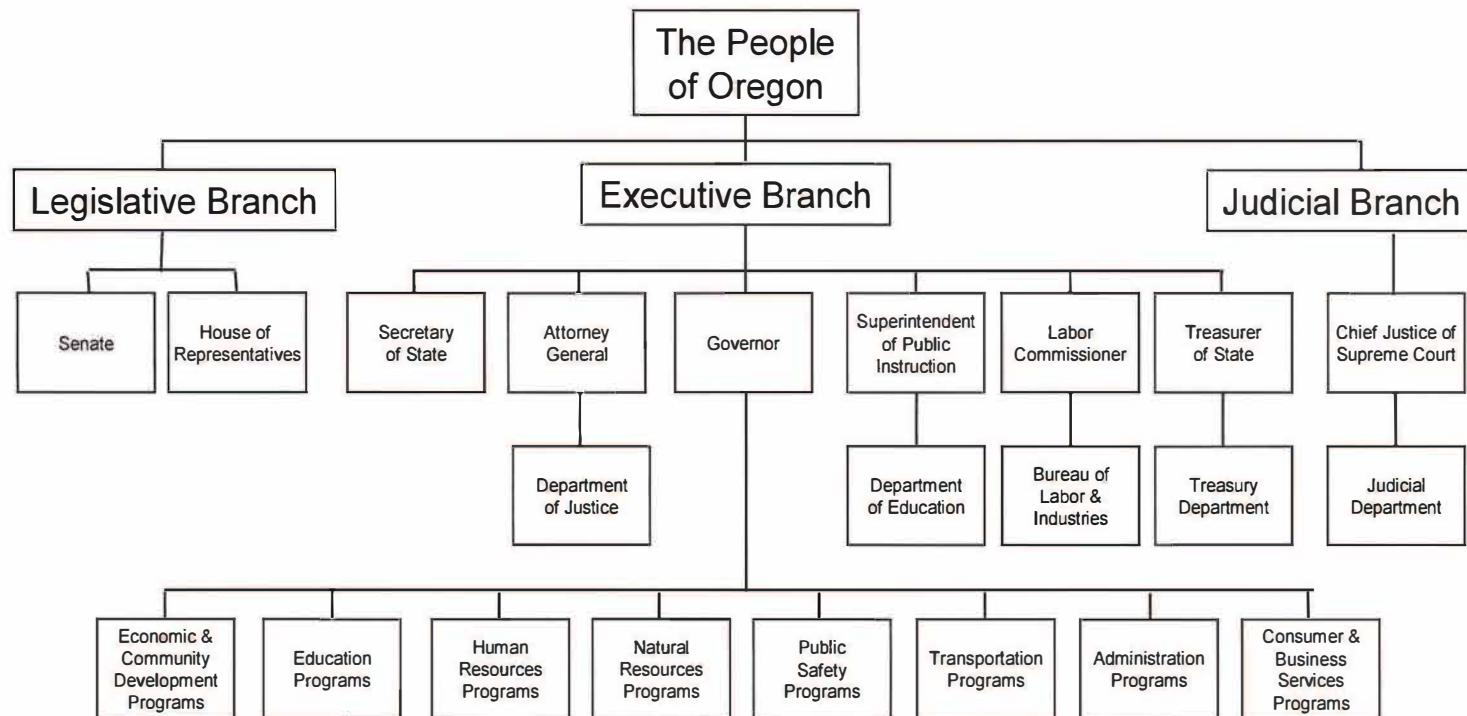 The People
of Oregon
Legislative Branch
Executive Branch
Judicial Branch
Senate
House of
Representatives
Secretary
of State
Attorney
General
Governor
Superintendent
of Public
Instruction
Labor
Commissioner
Treasurer
of State
Chief Justice of
Supreme Court
Department
of Justice
Department
of Education
Bureau of
Labor &
Industries
Treasury
Department
Judicial
Department
Economic &
Community
Development
Programs
Education
Programs
Human
Resources
Programs
Natural
Resources
Programs
Public
Safety
Programs
Transportation
Programs
Administration
Programs
Consumer &
Business
Services
Programs